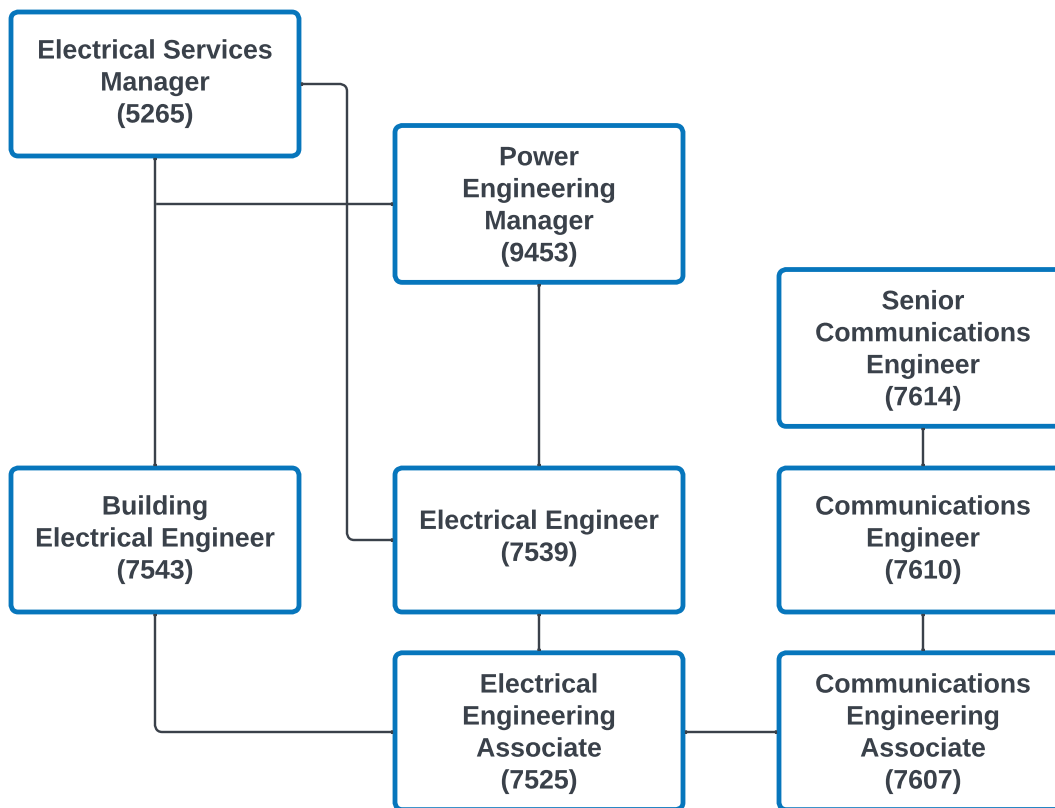 Electrical Services
Manager
(5265)
Power
Engineering
Manager
(9453)
Senior
Communications
Engineer
(7614)
Building
Electrical Engineer
(7543)
Electrical Engineer
(7539)
Communications
Engineer
(7610)
Electrical
Engineering
Associate
(7525)
Communications
Engineering
Associate
(7607)